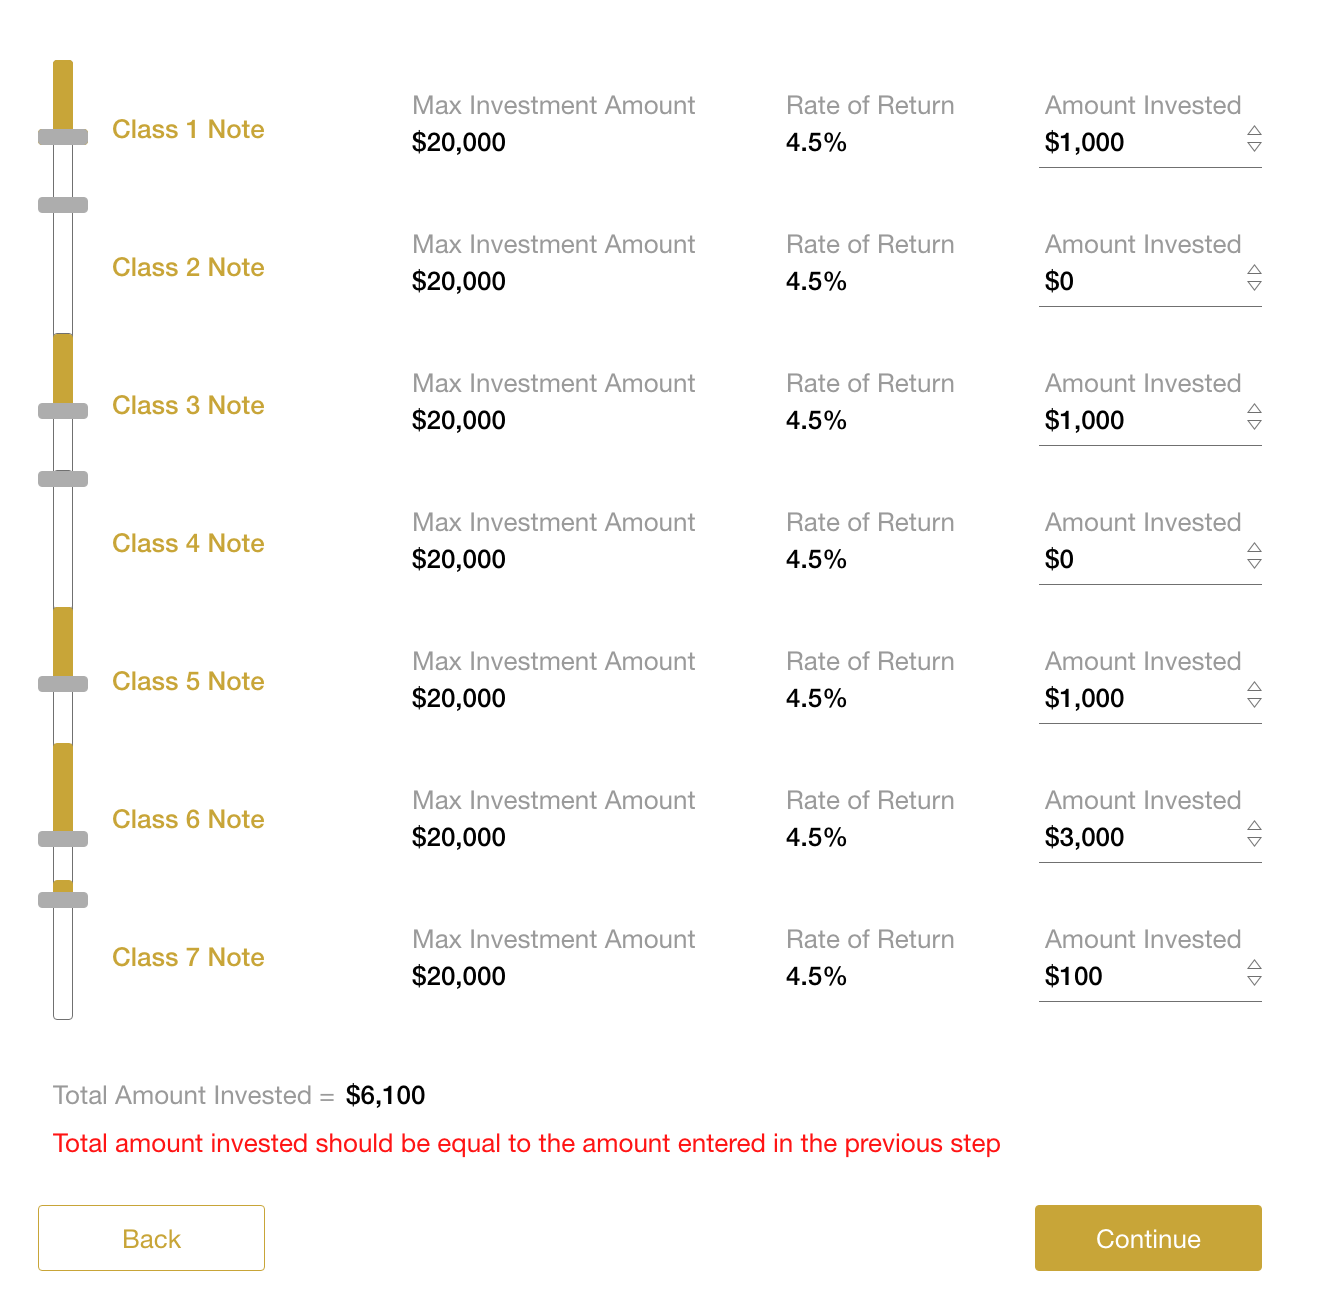 Max Investment Amount Rate of Return Amount Invested
Class 1 Note $20,000 4.5% $1,000
Max Investment Amount Rate of Return Amount Invested
Class 2 Note $20,000 4.5% $0
Max Investment Amount Rate of Return Amount Invested
Class 3 Note $20,000 4.5% $1,000
Max Investment Amount Rate of Return Amount Invested
Class 4 Note $20,000 4.5% $0
Max Investment Amount Rate of Return Amount Invested
Class 5 Note $20,000 4.5% $1,000
Max Investment Amount Rate of Return Amount Invested
Class 6 Note $20,000 4.5% $3,000
Max Investment Amount Rate of Return Amount Invested
Class 7 Note $20,000 4.5% $100
Total Amount Invested = $6,100
Total amount invested should be equal to the amount entered in the previous step
Back Continue